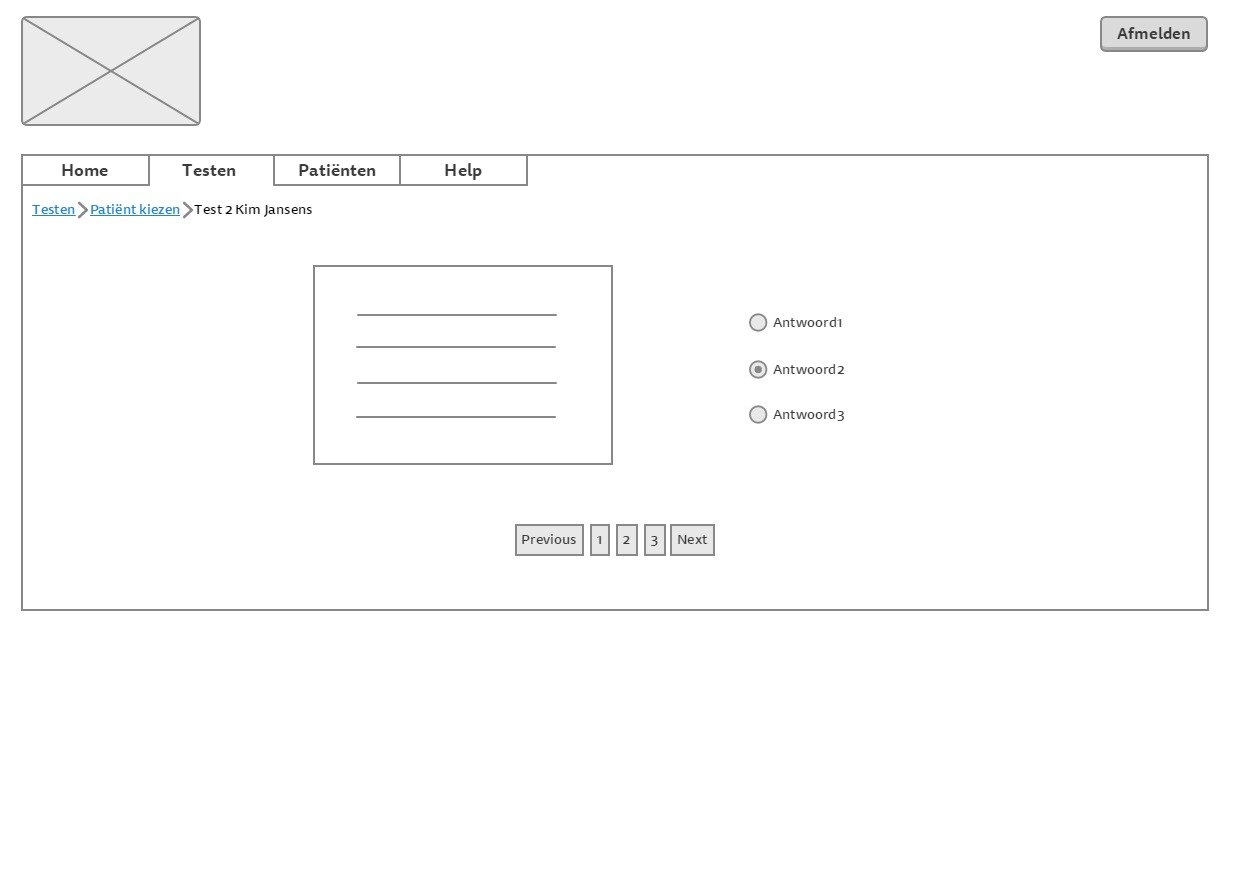 Afmelden
Home Testen Patiënten Help
Testen Patiënt kiezen Test 2 Kim Jansens
Antwoord1
Antwoord2
Antwoord3
Previous 1 2 3 Next